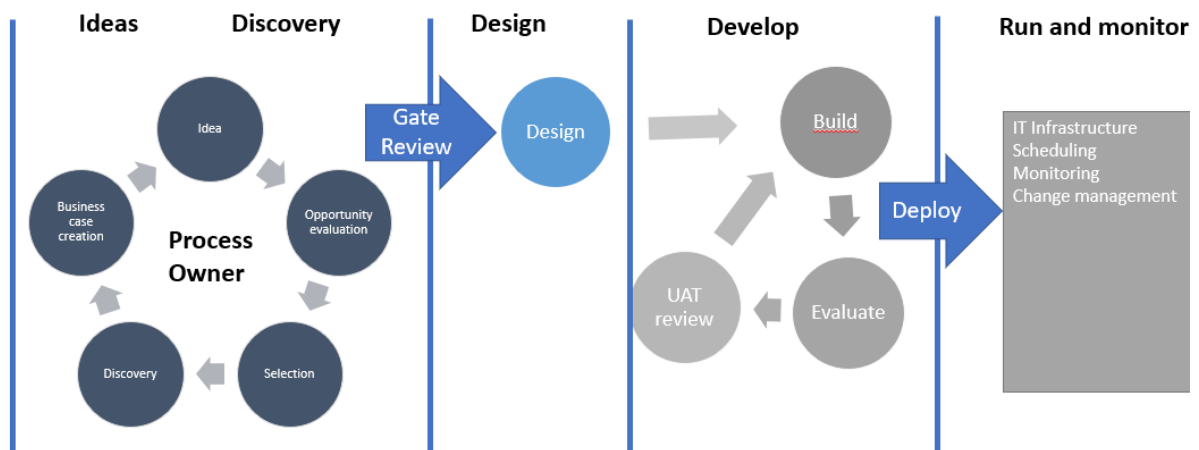 Ideas
Discovery
Design
Develop
Run and monitor
Idea
Opportunity
evaluation
Selection
Discovery
Business
case
creation
Process
Owner
Gate
Review
Design
Build
Evaluate
UAT
review
Deploy
IT Infrastructure
Scheduling
Monitoring
Change management